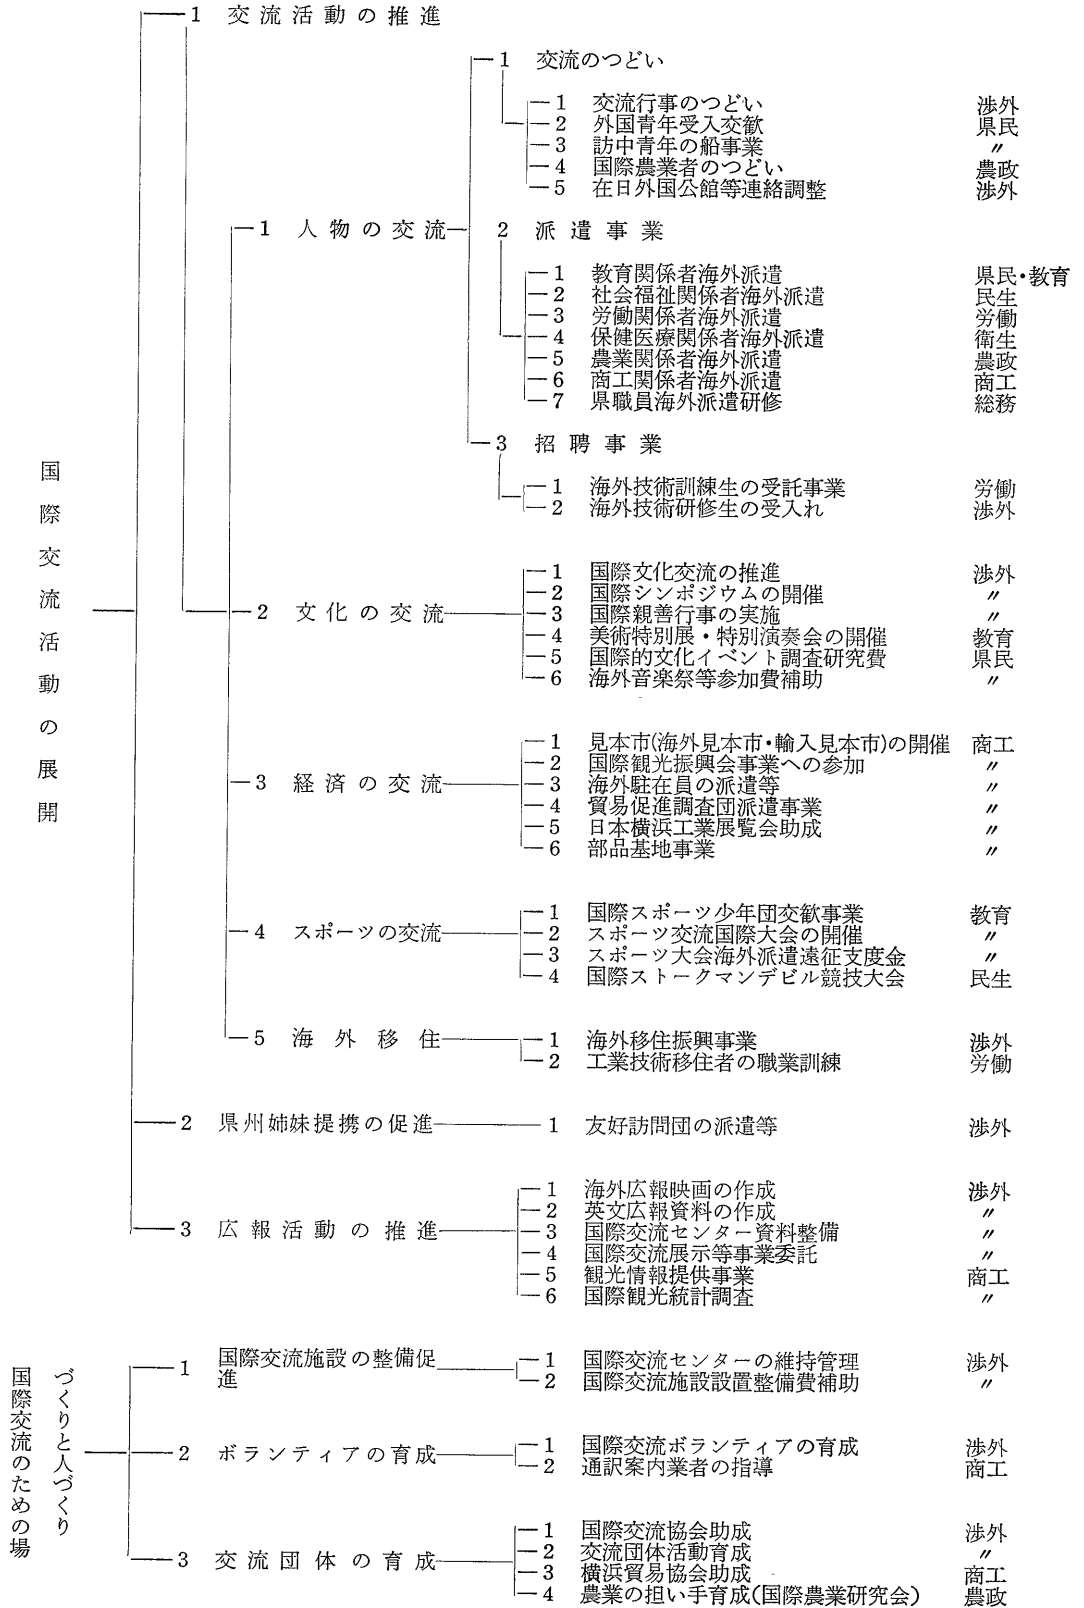 国際交流活動の展開
1 交流活動の推進
1 人物の交流
1 交流のつどい
1 交流行事のつどい 渉外
2 外国青年受入交歓 県民
3 訪中青年の船事業 〃
4 国際農業者のつどい 農政
5 在日外国公館等連絡調整 渉外
2 派遣事業
1 教育関係者海外派遣 県民・教育
2 社会福祉関係者海外派遣 民生
3 労働関係者海外派遣 労働
4 保健医療関係者海外派遣 衛生
5 農業関係者海外派遣 農政
6 商工関係者海外派遣 商工
7 県職員海外派遣研修 総務
3 招聘事業
1 海外技術訓練生の受託事業 労働
2 海外技術研修生の受入れ 渉外
2 文化の交流
1 国際文化交流の推進 渉外
2 国際シンポジウムの開催 〃
3 国際親善行事の実施 〃
4 美術特別展・特別演奏会の開催 教育
5 国際的文化イベント調査研究費 県民
6 海外音楽祭等参加費補助 〃
3 経済の交流
1 見本市(海外見本市・輸入見本市)の開催 商工
2 国際観光振興会事業への参加 〃
3 海外駐在員の派遣等 〃
4 貿易促進調査団派遣事業 〃
5 日本横浜工業展覧会助成 〃
6 部品基地事業 〃
4 スポーツの交流
1 国際スポーツ少年団交歓事業 教育
2 スポーツ交流国際大会の開催 〃
3 スポーツ大会海外派遣遠征支度金 〃
4 国際ストークマンデビル競技大会 民生
5 海外移住
1 海外移住振興事業 渉外
2 工業技術移住者の職業訓練 労働
2 県州姉妹提携の促進
1 友好訪問団の派遣等 渉外
3 広報活動の推進
1 海外広報映画の作成 渉外
2 英文広報資料の作成 〃
3 国際交流センター資料整備 〃
4 国際交流展示等事業委託 〃
5 観光情報提供事業 商工
6 国際観光統計調査 〃
国際交流のための場
づくりと人づくり
1 国際交流施設の整備促
進
1 国際交流センターの維持管理 渉外
2 国際交流施設設置整備費補助 〃
2 ボランティアの育成
1 国際交流ボランティアの育成 渉外
2 通訳案内業者の指導 商工
3 交流団体の育成
1 国際交流協会助成 渉外
2 交流団体活動育成 〃
3 横浜貿易協会助成 商工
4 農業の担い手育成(国際農業研究会) 農政